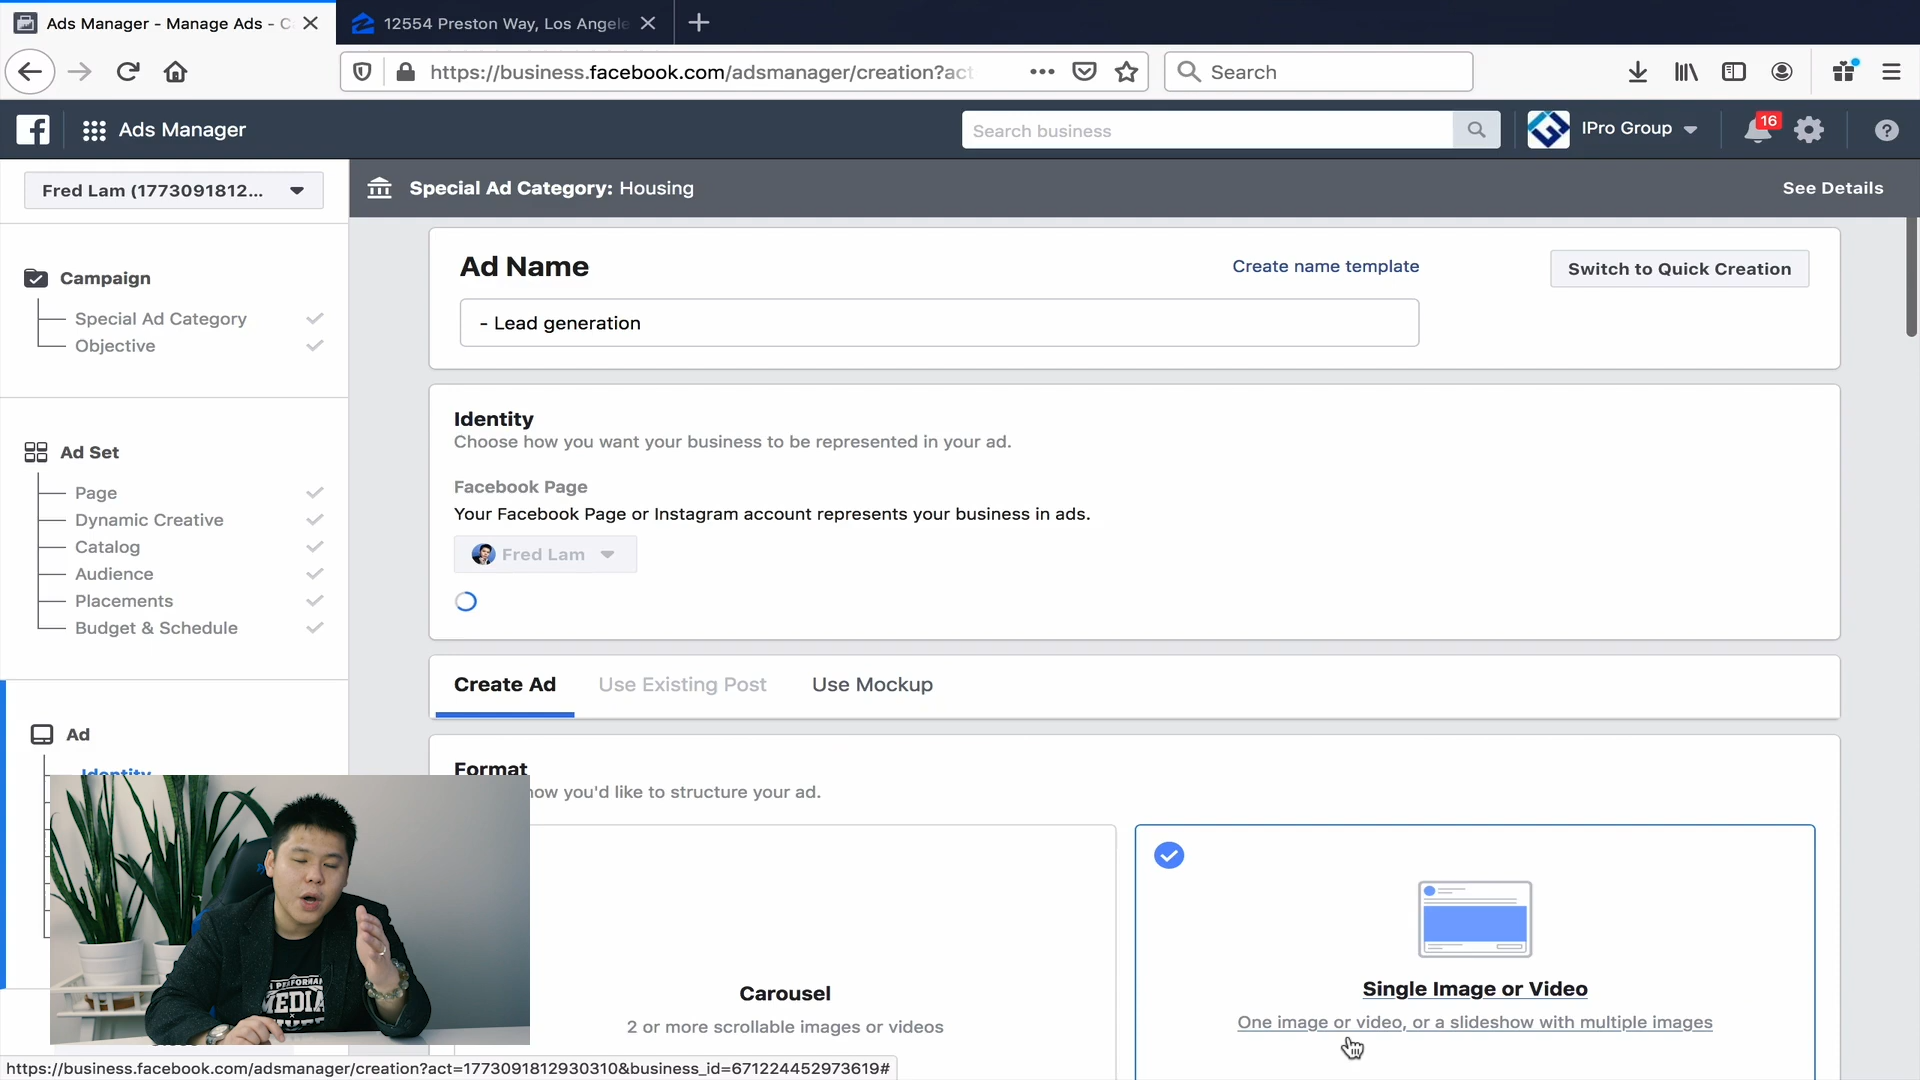 Ads Manager - Manage Ads - C
12554 Preston Way, Los Angele
https://business.facebook.com/adsmanager/creation?act
Search
Ads Manager
Search business
IPro Group
16
Fred Lam (1773091812...
Special Ad Category: Housing
See Details
Campaign
Special Ad Category
Objective
Ad Set
Page
Dynamic Creative
Catalog
Audience
Placements
Budget & Schedule
Ad
Identity
Ad Name
Create name template
Switch to Quick Creation
- Lead generation
Identity
Choose how you want your business to be represented in your ad.
Facebook Page
Your Facebook Page or Instagram account represents your business in ads.
Fred Lam
Create Ad
Use Existing Post
Use Mockup
Format
how you'd like to structure your ad.
Carousel
2 or more scrollable images or videos
Single Image or Video
One image or video, or a slideshow with multiple images
MEDIA
https://business.facebook.com/adsmanager/creation?act=1773091812930310&business_id=671224452973619#